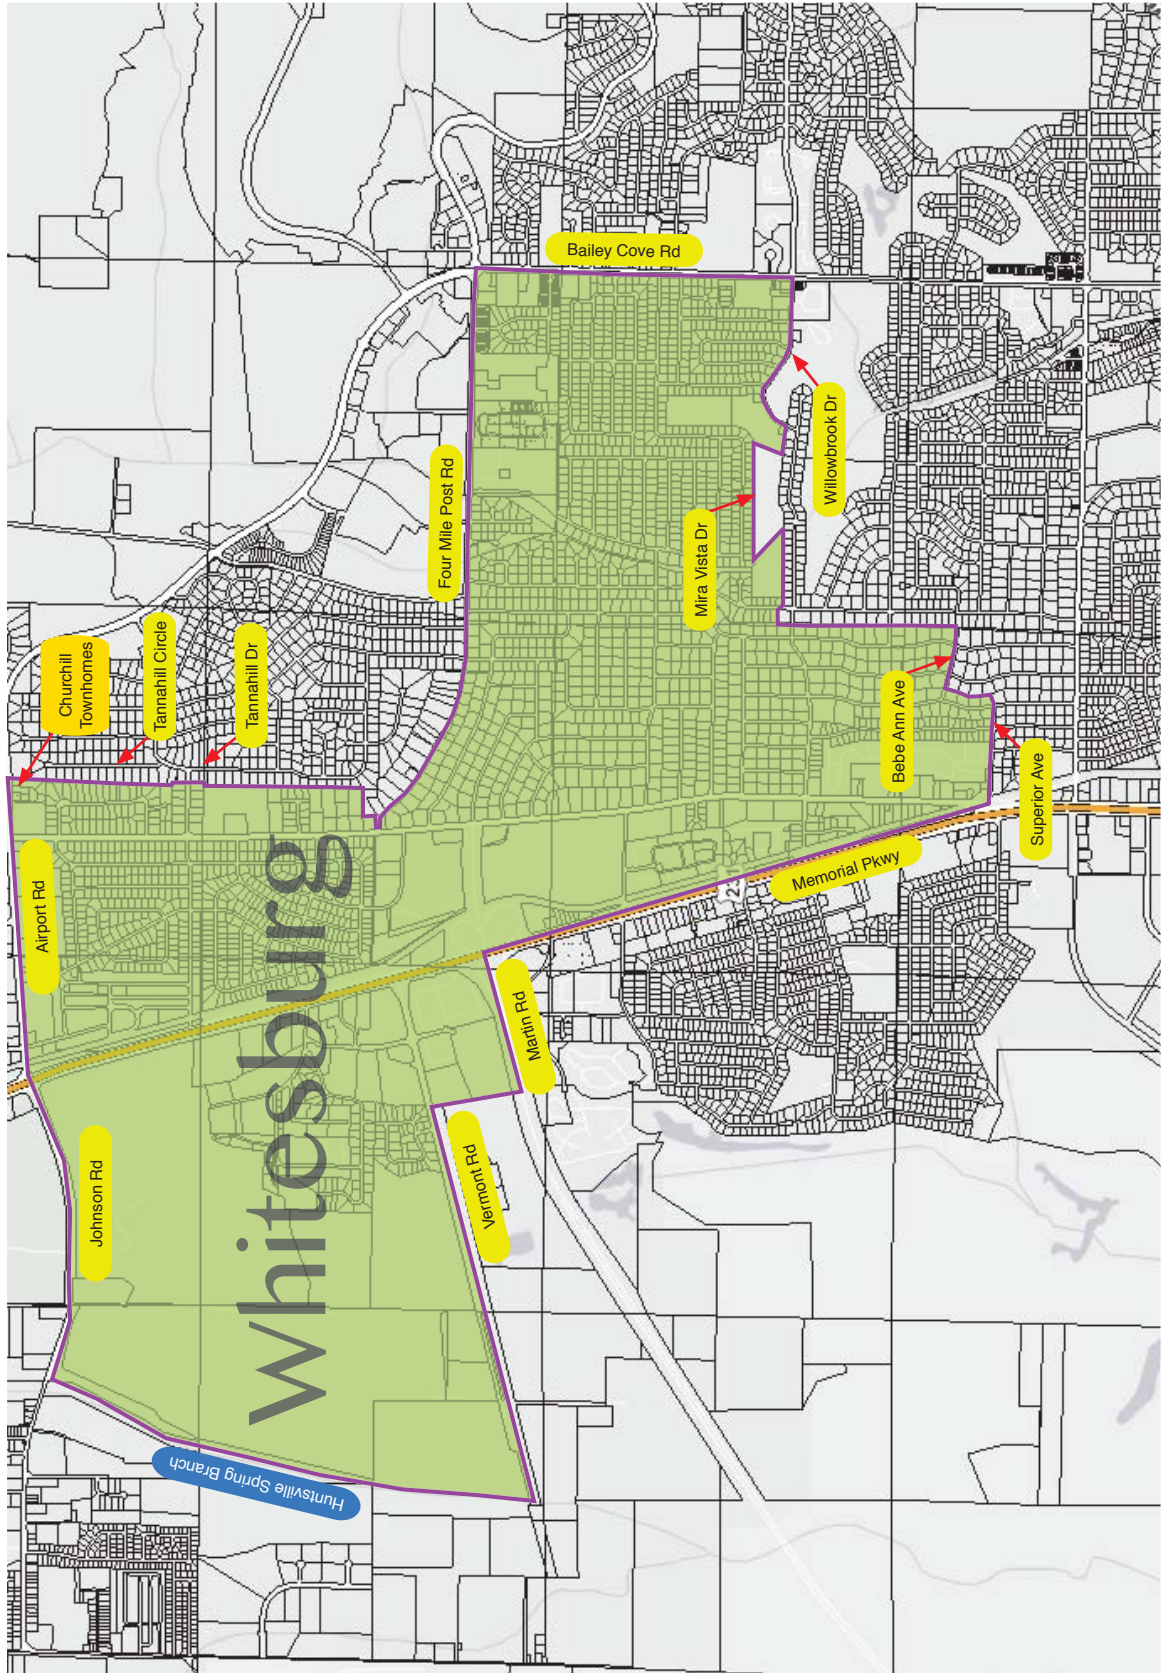 Churchill
Townhomes
Tannahill Circle
Tannahill Dr
Four Mile Post Rd
Bailey Cove Rd
Willowbrook Dr
Mira Vista Dr
Bebe Ann Ave
Superior Ave
Memorial Pkwy
231
Martin Rd
Vermont Rd
Airport Rd
Johnson Rd
Whitesburg
Huntsville Spring Branch